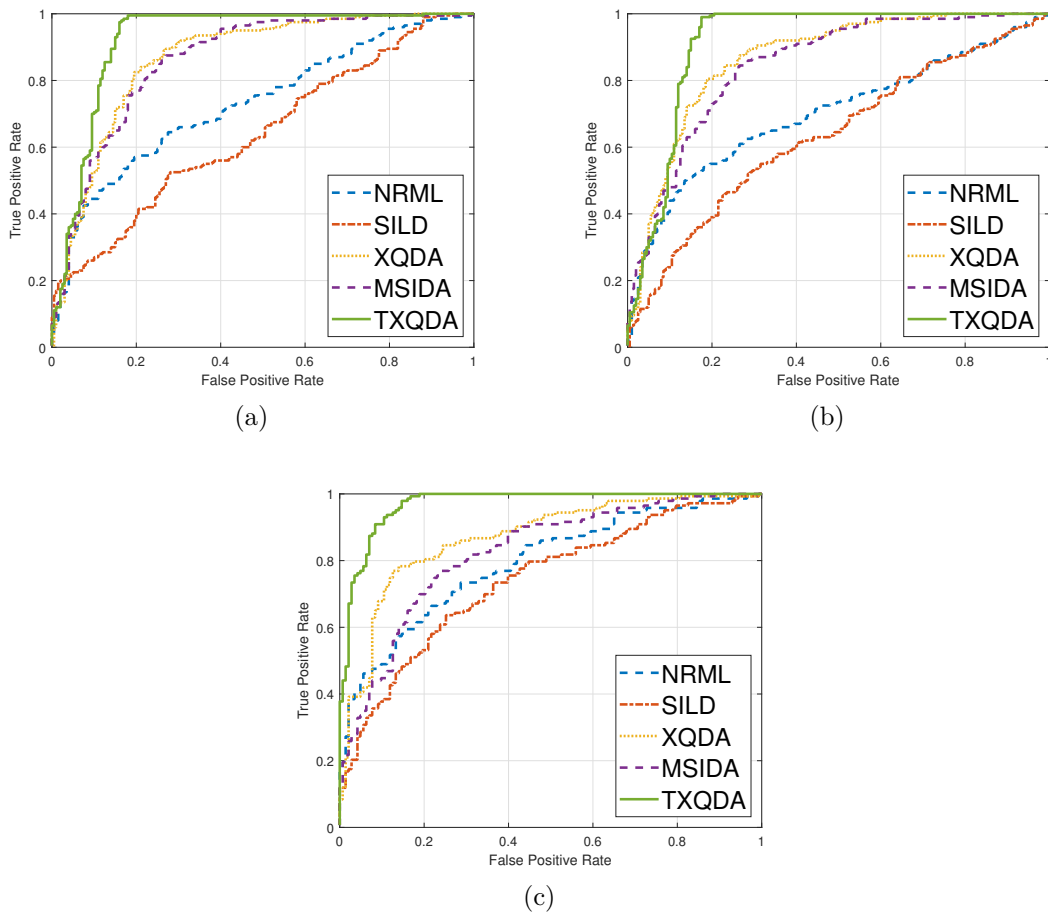 1
0.8
0.6
0.4
0.2
0
True Positive Rate
0.2
0.4
0.6
0.8
1
False Positive Rate
NRML
SILD
XQDA
MSIDA
TXQDA
(a)
1
0.8
0.6
0.4
0.2
0
True Positive Rate
0
0.2
0.4
0.6
0.8
1
False Positive Rate
NRML
SILD
XQDA
MSIDA
TXQDA
(b)
1
0.8
0.6
0.4
0.2
0
True Positive Rate
0
0.2
0.4
0.6
0.8
1
False Positive Rate
NRML
SILD
XQDA
MSIDA
TXQDA
(c)